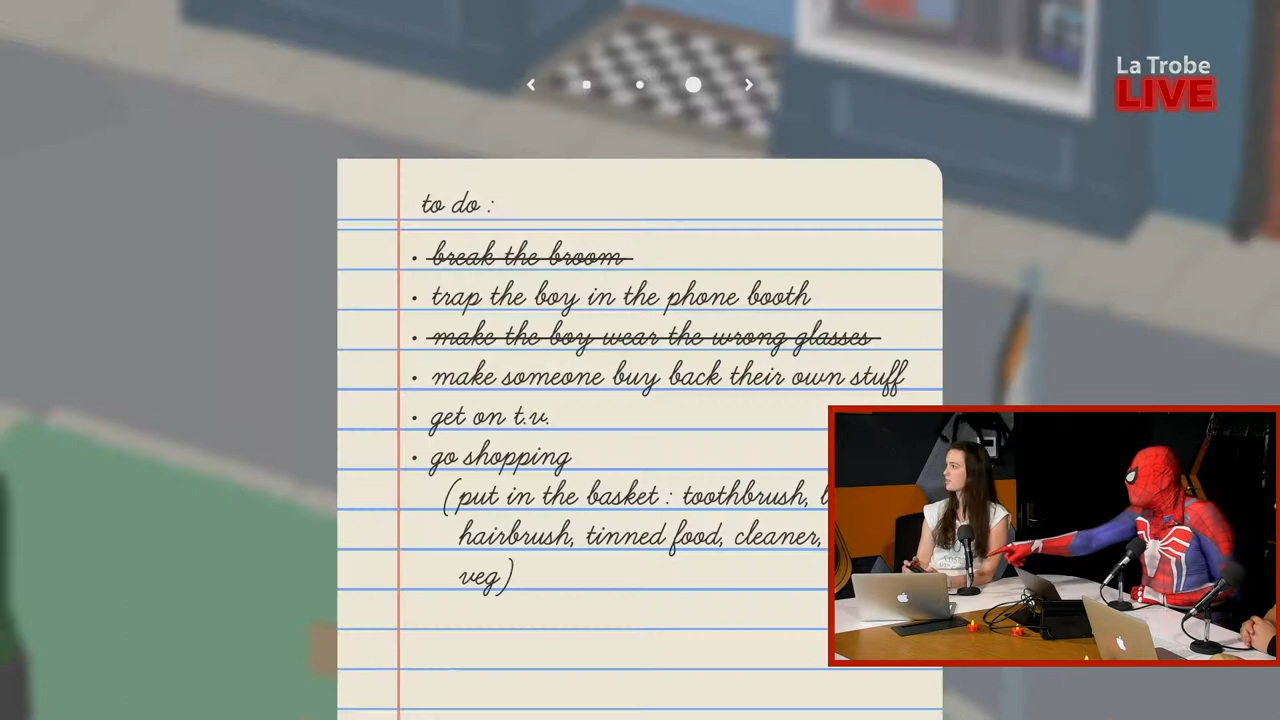 La Trobe
LIVE
to do :
• break the broom
• trap the boy in the phone booth
• make the boy wear the wrong glasses
• make someone buy back their own stuff
• get on t.v.
• go shopping
(put in the basket : toothbrush,
hairbrush, tinned food, cleaner,
veg)